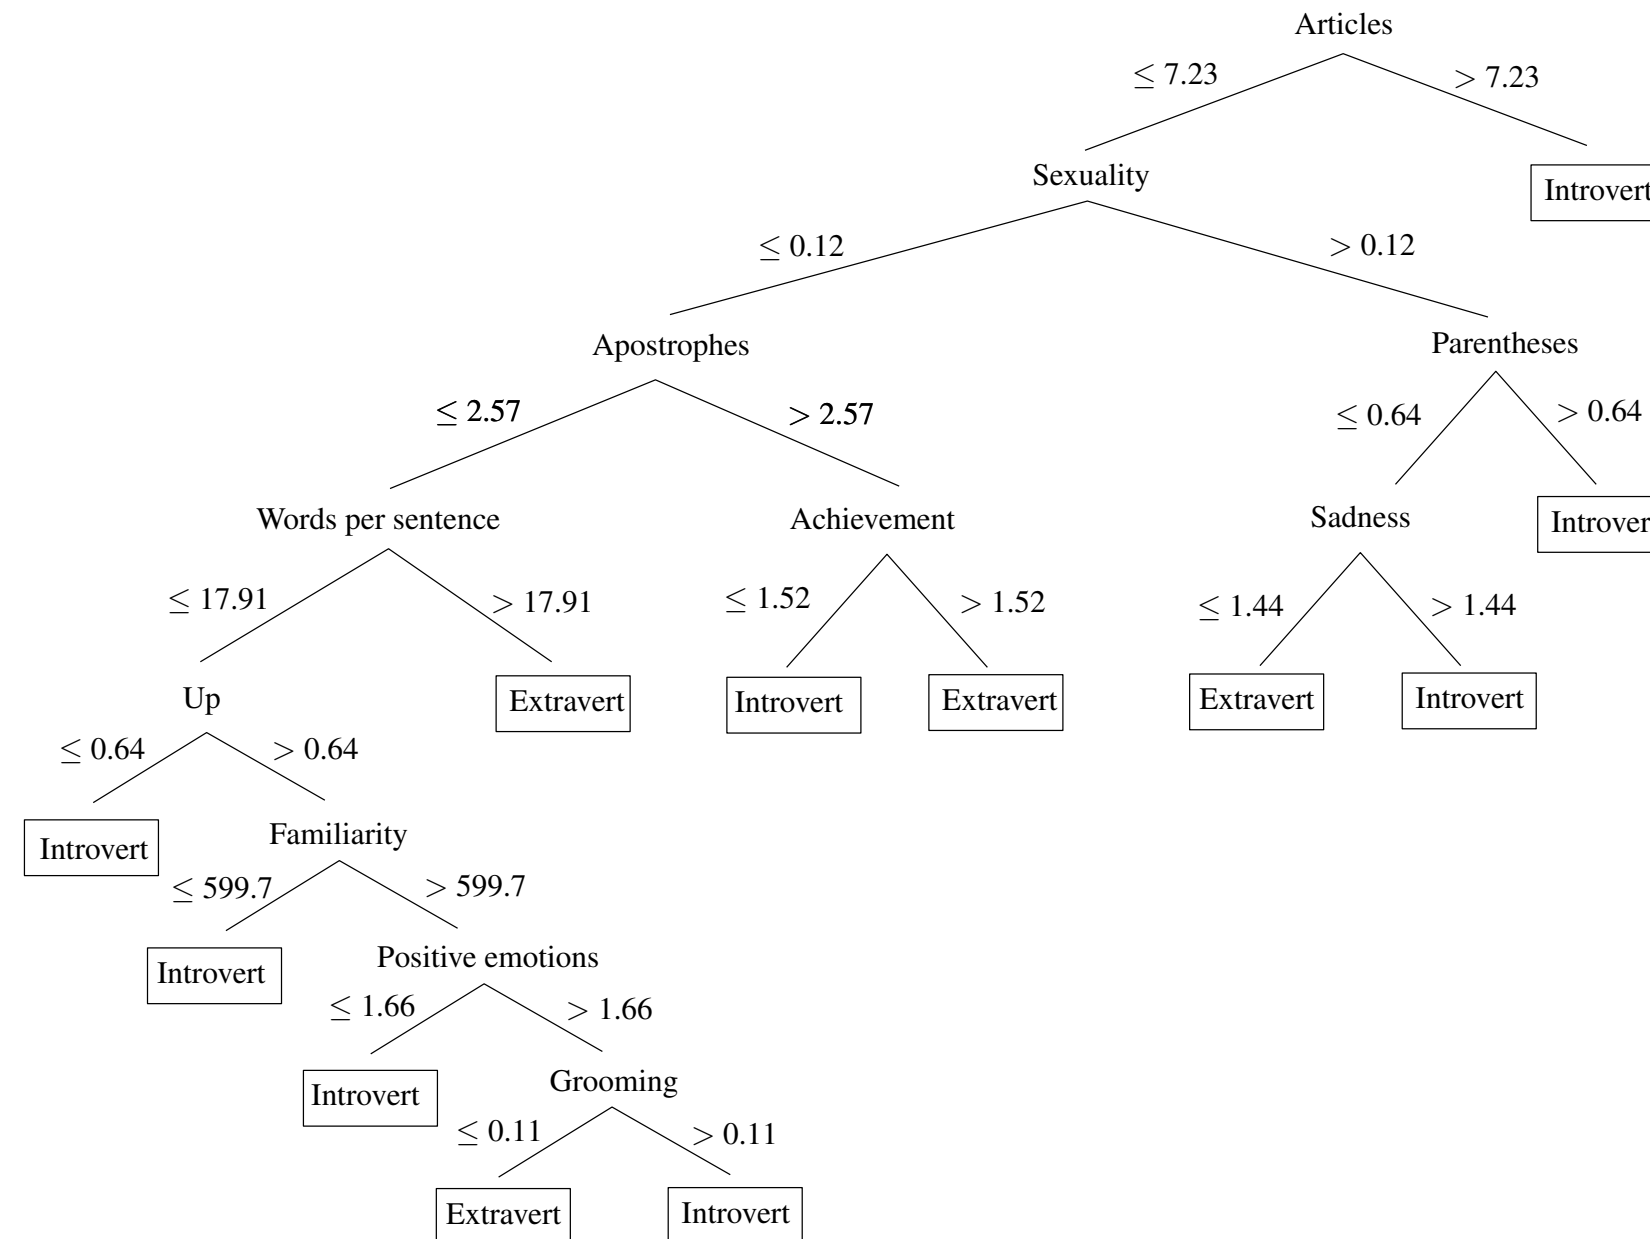 Articles
≤ 7.23
> 7.23
Sexuality
Introvert
≤ 0.12
> 0.12
Apostrophes
Parentheses
≤ 2.57
> 2.57
≤ 0.64
> 0.64
Words per sentence
Achievement
Sadness
Introver
≤ 17.91
> 17.91
≤ 1.52
> 1.52
≤ 1.44
> 1.44
Up
Extravert
Introvert
Extravert
Extravert
Introvert
≤ 0.64
> 0.64
Introvert
Familiarity
≤ 599.7
> 599.7
Introvert
Positive emotions
≤ 1.66
> 1.66
Introvert
Grooming
≤ 0.11
> 0.11
Extravert
Introvert